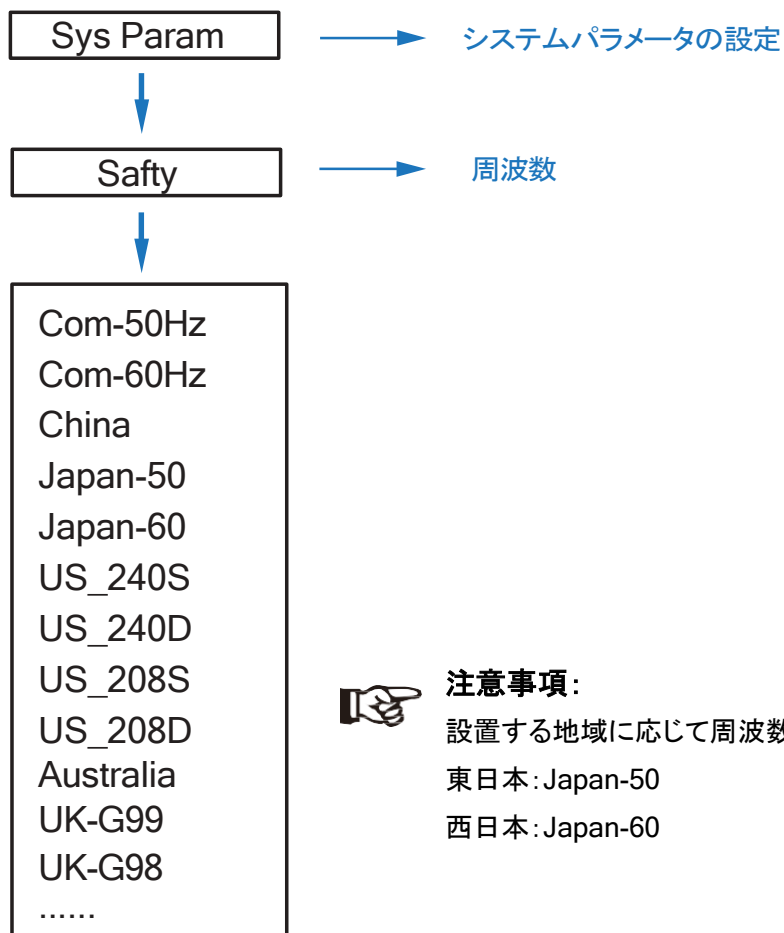 Sys Param
システムパラメータの設定
Safty
周波数
Com-50Hz
Com-60Hz
China
Japan-50
Japan-60
US_240S
US_240D
US_208S
US_208D
Australia
UK-G99
UK-G98
......
注意事項：
設置する地域に応じて周波数
東日本：Japan-50
西日本：Japan-60